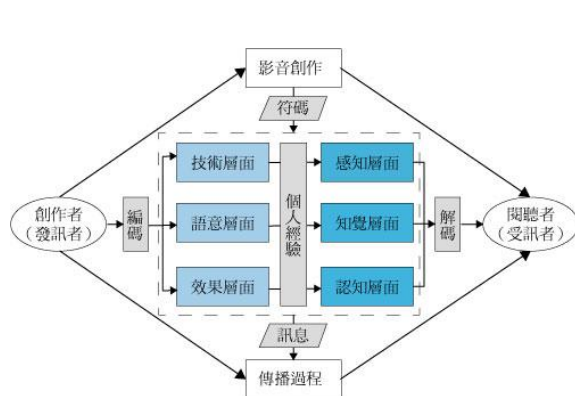 影音創作
符碼
技術層面
感知層面
創作者
（發訊者）
編碼
語意層面
個人經驗
知覺層面
解碼
閱聽者
（受訊者）
效果層面
認知層面
訊息
傳播過程